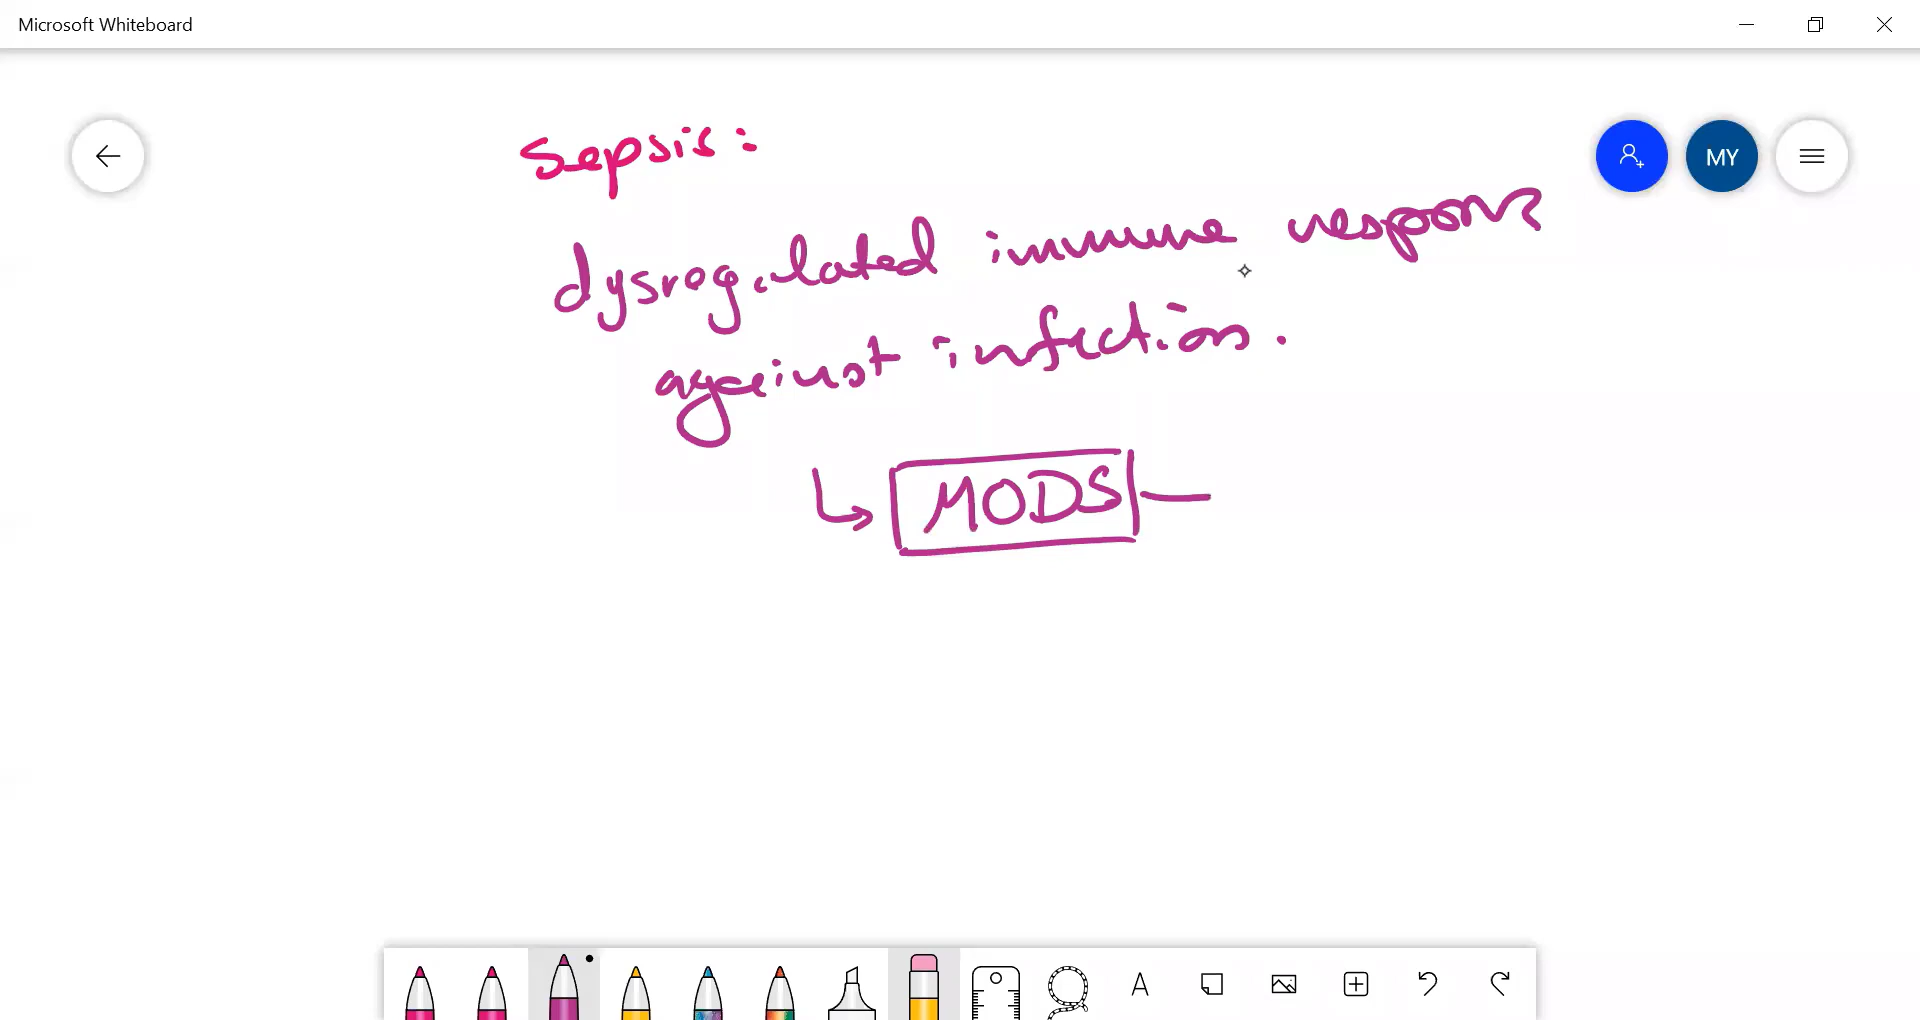 Microsoft Whiteboard
MY
Sepsis:
dysregulated immune response
against infection.
MODS
A